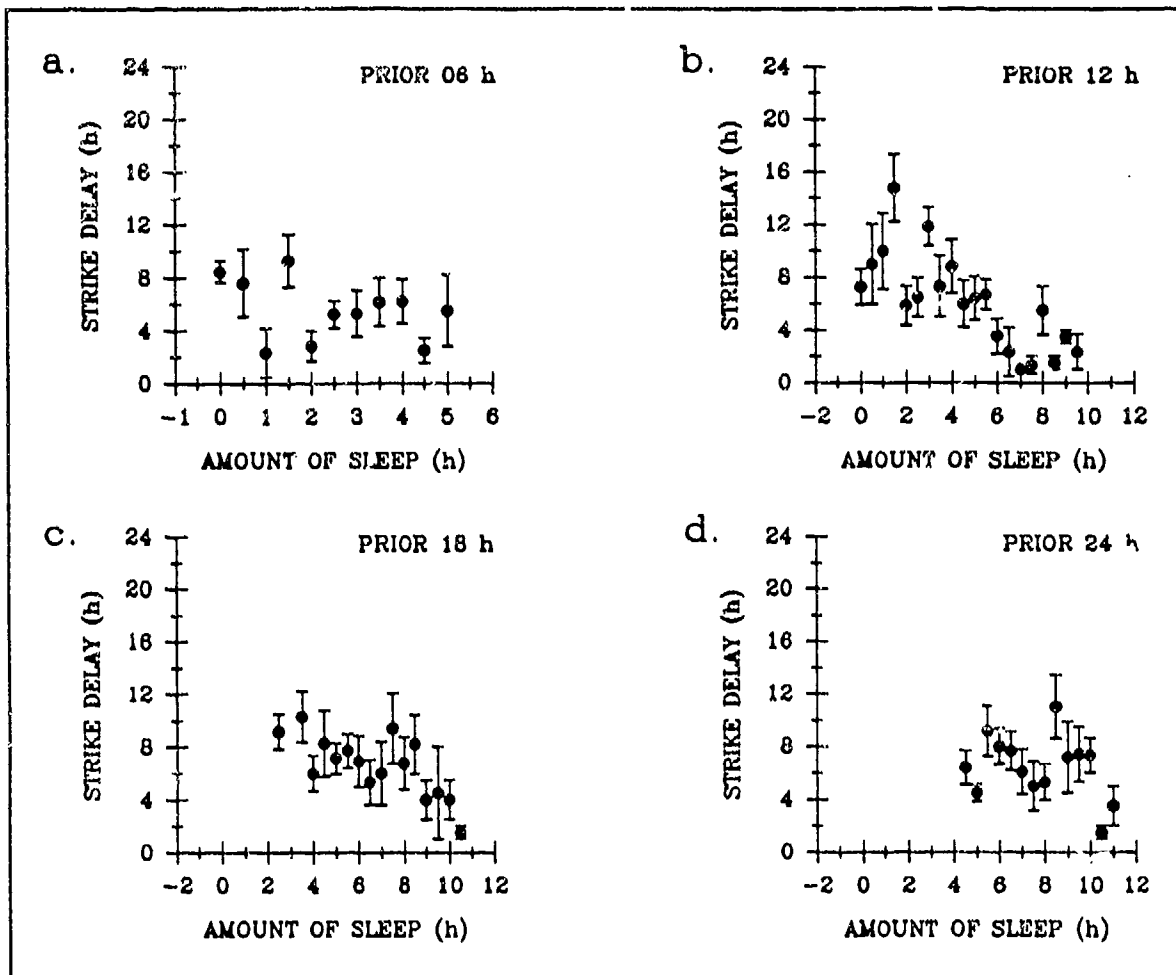 a.
PRIOR 06 h
STRIKE DELAY (h)
24
20
16
12
8
4
0
-1 0 1 2 3 4 5 6
AMOUNT OF SLEEP (h)
b.
PRIOR 12 h
STRIKE DELAY (h)
24
20
16
12
8
4
0
-2 0 2 4 6 8 10 12
AMOUNT OF SLEEP (h)
c.
PRIOR 18 h
STRIKE DELAY (h)
24
20
16
12
8
4
0
-2 0 2 4 6 8 10 12
AMOUNT OF SLEEP (h)
d.
PRIOR 24 h
STRIKE DELAY (h)
24
20
16
12
8
4
0
-2 0 2 4 6 8 10 12
AMOUNT OF SLEEP (h)